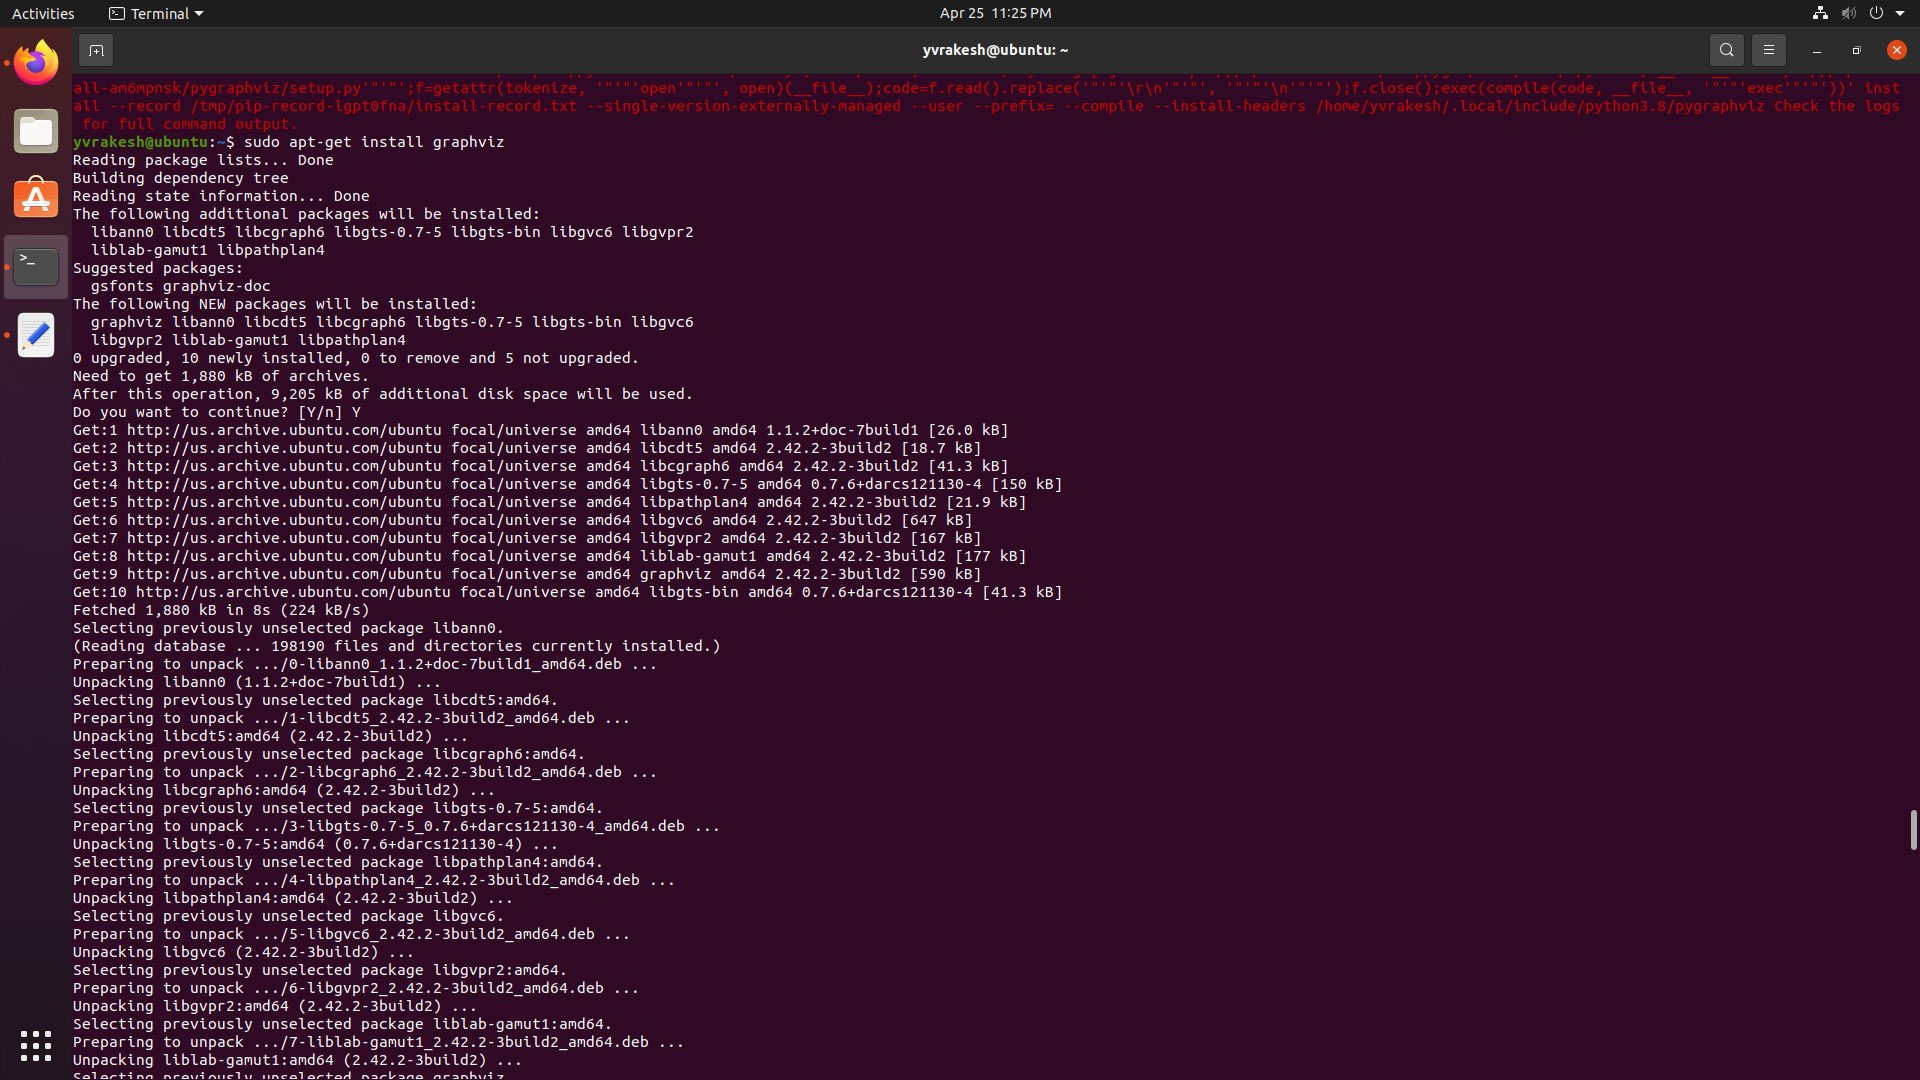 Activities
Terminal
Apr 25 11:25 PM
yvrakesh@ubuntu: ~
all-am6mpnsk/pygraphviz/setup.py'"'"';f=getattr(tokenize, '"'"'open'"'"', open)(__file__);code=f.read().replace('"'"'\r\n'"'"', '"'"'\n'"'"');f.close();exec(compile(code, __file__, '"'"'exec'"'"'))' inst
all --record /tmp/pip-record-lgpt0fna/install-record.txt --single-version-externally-managed --user --prefix= --compile --install-headers /home/yvrakesh/.local/include/python3.8/pygraphviz Check the logs
 for full command output.
yvrakesh@ubuntu:~$ sudo apt-get install graphviz
Reading package lists... Done
Building dependency tree
Reading state information... Done
The following additional packages will be installed:
  libann0 libcdt5 libcgraph6 libgts-0.7-5 libgts-bin libgvc6 libgvpr2
  liblab-gamut1 libpathplan4
Suggested packages:
  gsfonts graphviz-doc
The following NEW packages will be installed:
  graphviz libann0 libcdt5 libcgraph6 libgts-0.7-5 libgts-bin libgvc6
  libgvpr2 liblab-gamut1 libpathplan4
0 upgraded, 10 newly installed, 0 to remove and 5 not upgraded.
Need to get 1,880 kB of archives.
After this operation, 9,205 kB of additional disk space will be used.
Do you want to continue? [Y/n] Y
Get:1 http://us.archive.ubuntu.com/ubuntu focal/universe amd64 libann0 amd64 1.1.2+doc-7build1 [26.0 kB]
Get:2 http://us.archive.ubuntu.com/ubuntu focal/universe amd64 libcdt5 amd64 2.42.2-3build2 [18.7 kB]
Get:3 http://us.archive.ubuntu.com/ubuntu focal/universe amd64 libcgraph6 amd64 2.42.2-3build2 [41.3 kB]
Get:4 http://us.archive.ubuntu.com/ubuntu focal/universe amd64 libgts-0.7-5 amd64 0.7.6+darcs121130-4 [150 kB]
Get:5 http://us.archive.ubuntu.com/ubuntu focal/universe amd64 libpathplan4 amd64 2.42.2-3build2 [21.9 kB]
Get:6 http://us.archive.ubuntu.com/ubuntu focal/universe amd64 libgvc6 amd64 2.42.2-3build2 [647 kB]
Get:7 http://us.archive.ubuntu.com/ubuntu focal/universe amd64 libgvpr2 amd64 2.42.2-3build2 [167 kB]
Get:8 http://us.archive.ubuntu.com/ubuntu focal/universe amd64 liblab-gamut1 amd64 2.42.2-3build2 [177 kB]
Get:9 http://us.archive.ubuntu.com/ubuntu focal/universe amd64 graphviz amd64 2.42.2-3build2 [590 kB]
Get:10 http://us.archive.ubuntu.com/ubuntu focal/universe amd64 libgts-bin amd64 0.7.6+darcs121130-4 [41.3 kB]
Fetched 1,880 kB in 8s (224 kB/s)
Selecting previously unselected package libann0.
(Reading database ... 198190 files and directories currently installed.)
Preparing to unpack .../0-libann0_1.1.2+doc-7build1_amd64.deb ...
Unpacking libann0 (1.1.2+doc-7build1) ...
Selecting previously unselected package libcdt5:amd64.
Preparing to unpack .../1-libcdt5_2.42.2-3build2_amd64.deb ...
Unpacking libcdt5:amd64 (2.42.2-3build2) ...
Selecting previously unselected package libcgraph6:amd64.
Preparing to unpack .../2-libcgraph6_2.42.2-3build2_amd64.deb ...
Unpacking libcgraph6:amd64 (2.42.2-3build2) ...
Selecting previously unselected package libgts-0.7-5:amd64.
Preparing to unpack .../3-libgts-0.7-5_0.7.6+darcs121130-4_amd64.deb ...
Unpacking libgts-0.7-5:amd64 (0.7.6+darcs121130-4) ...
Selecting previously unselected package libpathplan4:amd64.
Preparing to unpack .../4-libpathplan4_2.42.2-3build2_amd64.deb ...
Unpacking libpathplan4:amd64 (2.42.2-3build2) ...
Selecting previously unselected package libgvc6.
Preparing to unpack .../5-libgvc6_2.42.2-3build2_amd64.deb ...
Unpacking libgvc6 (2.42.2-3build2) ...
Selecting previously unselected package libgvpr2:amd64.
Preparing to unpack .../6-libgvpr2_2.42.2-3build2_amd64.deb ...
Unpacking libgvpr2:amd64 (2.42.2-3build2) ...
Selecting previously unselected package liblab-gamut1:amd64.
Preparing to unpack .../7-liblab-gamut1_2.42.2-3build2_amd64.deb ...
Unpacking liblab-gamut1:amd64 (2.42.2-3build2) ...
Selecting previously unselected package graphviz.